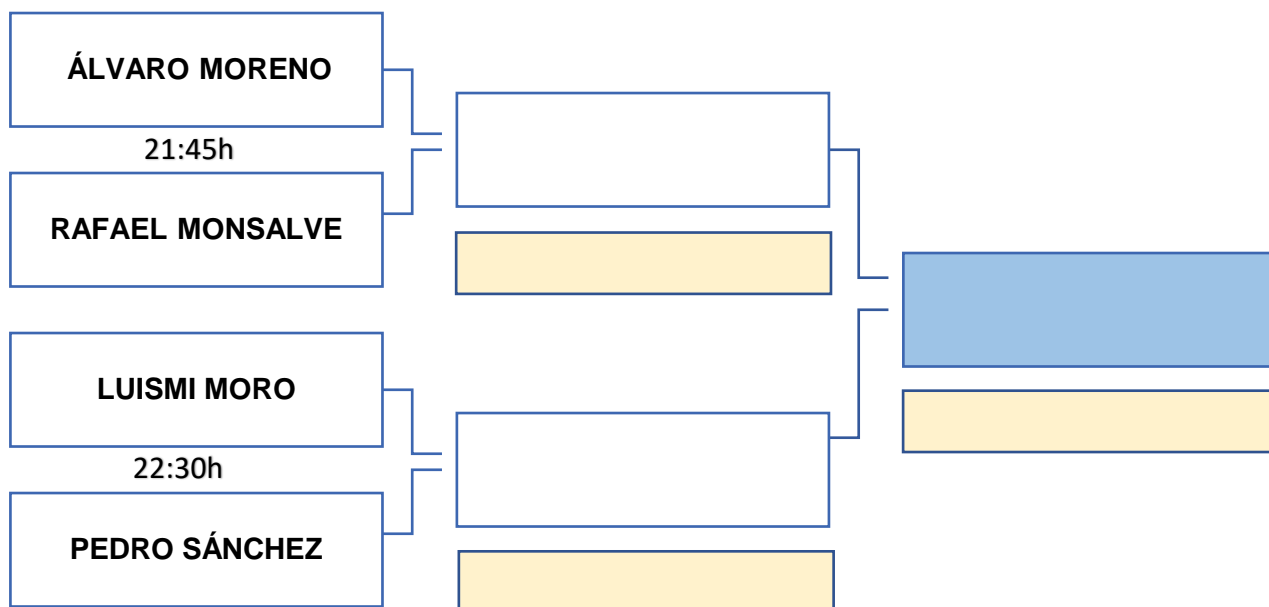 ÁLVARO MORENO
21:45h
RAFAEL MONSALVE
LUISMI MORO
22:30h
PEDRO SÁNCHEZ